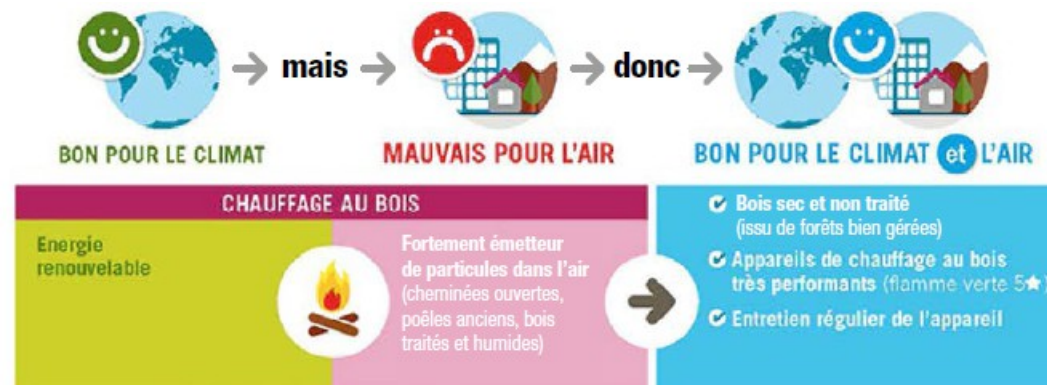 mais
donc
BON POUR LE CLIMAT
MAUVAIS POUR L'AIR
BON POUR LE CLIMAT et L'AIR
CHAUFFAGE AU BOIS
Energie
renouvelable
Fortement émetteur
de particules dans l'air
(cheminées ouvertes,
poêles anciens, bois
traités et humides)
Bois sec et non traité
(issu de forêts bien gérées)
Appareils de chauffage au bois
très performants (flamme verte 5★)
Entretien régulier de l'appareil